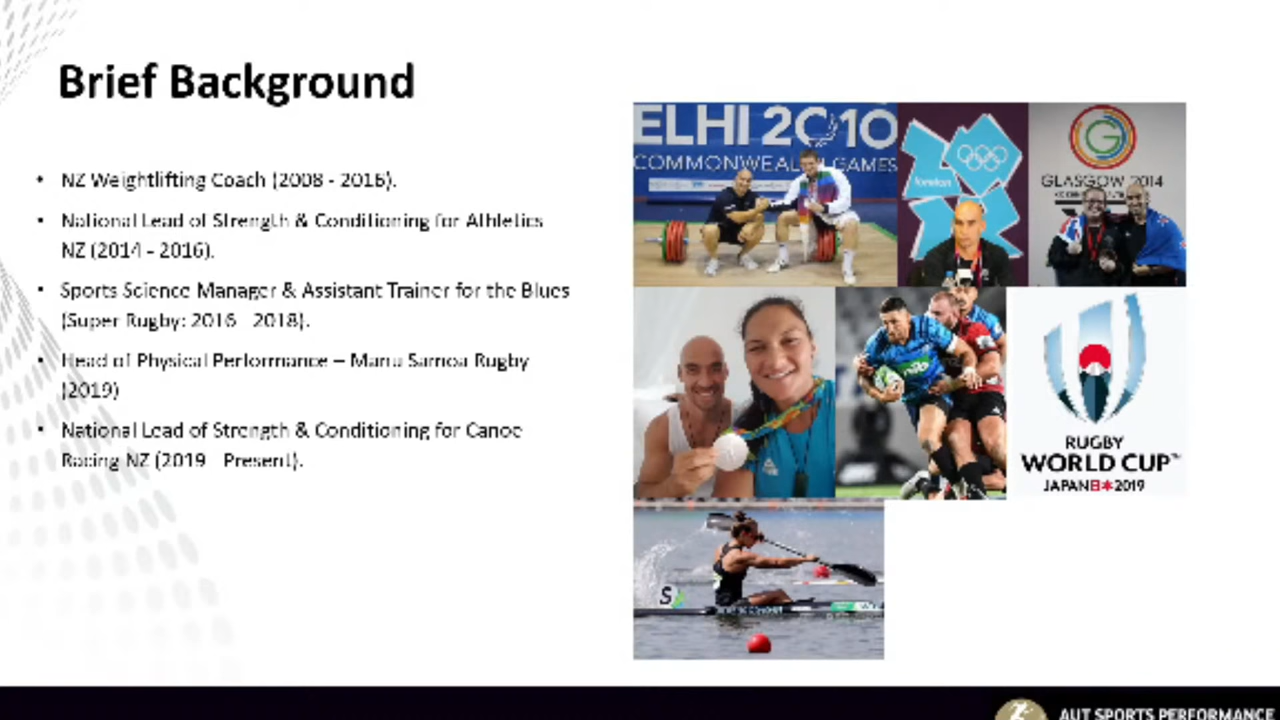 Brief Background
• NZ Weightlifting Coach (2008 - 2016).
• National Lead of Strength & Conditioning for Athletics
NZ (2014 - 2016).
• Sports Science Manager & Assistant Trainer for the Blues
(Super Rugby: 2016 - 2018).
• Head of Physical Performance – Manu Samoa Rugby
(2019)
• National Lead of Strength & Conditioning for Canoe
Racing NZ (2019 - Present).
ELHI 2010
COMMONWEALTH GAMES
london
GLASGOW 2014
RUGBY
WORLD CUP™
JAPAN 2019
S
AUT SPORTS PERFORMANCE